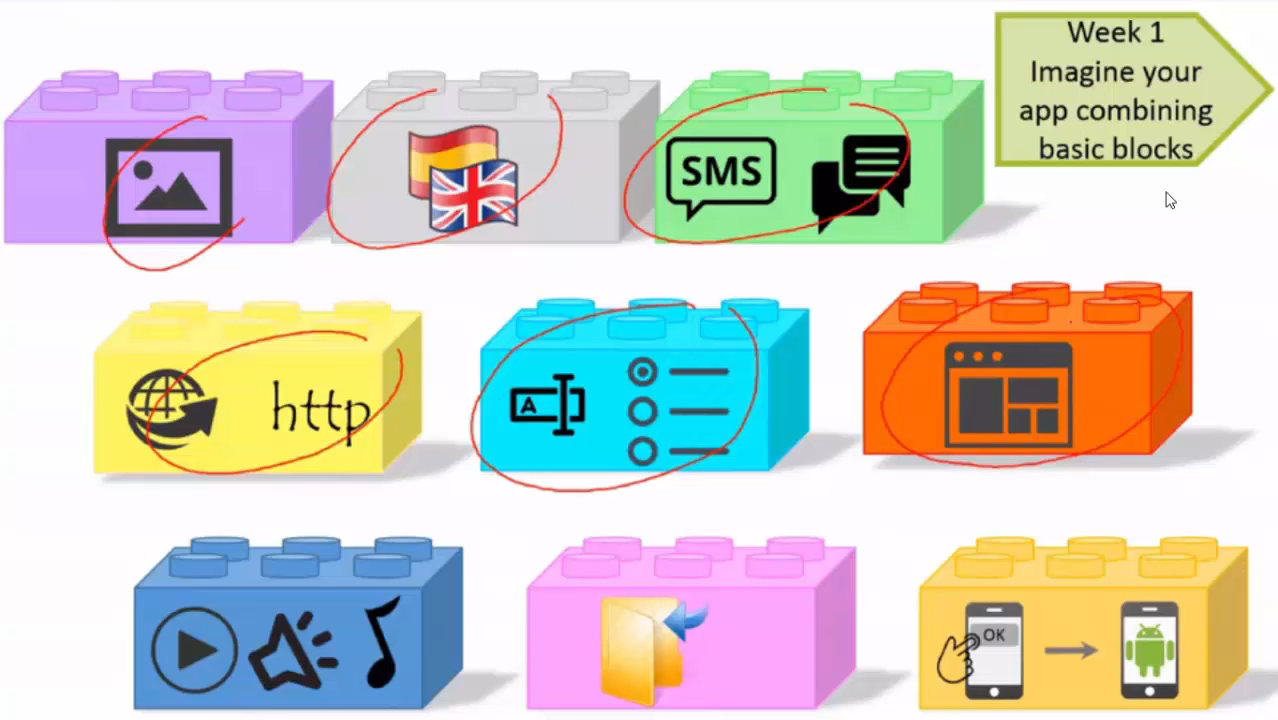 Week 1
Imagine your
app combining
basic blocks
SMS
http
A
OK